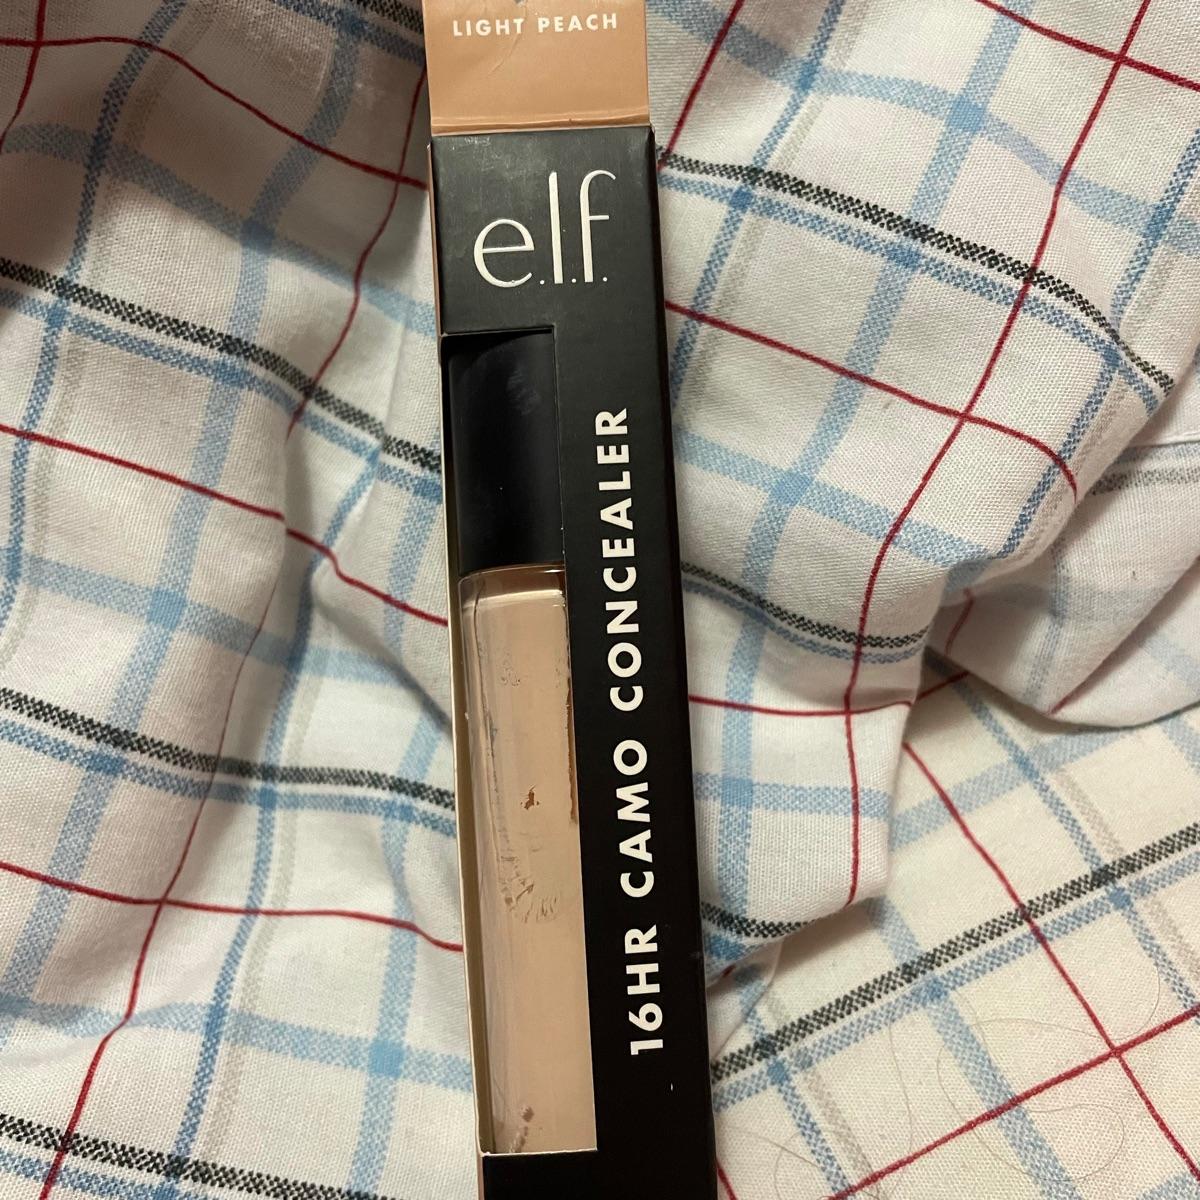 LIGHT PEACH
e.l.f.
16HR CAMO CONCEALER